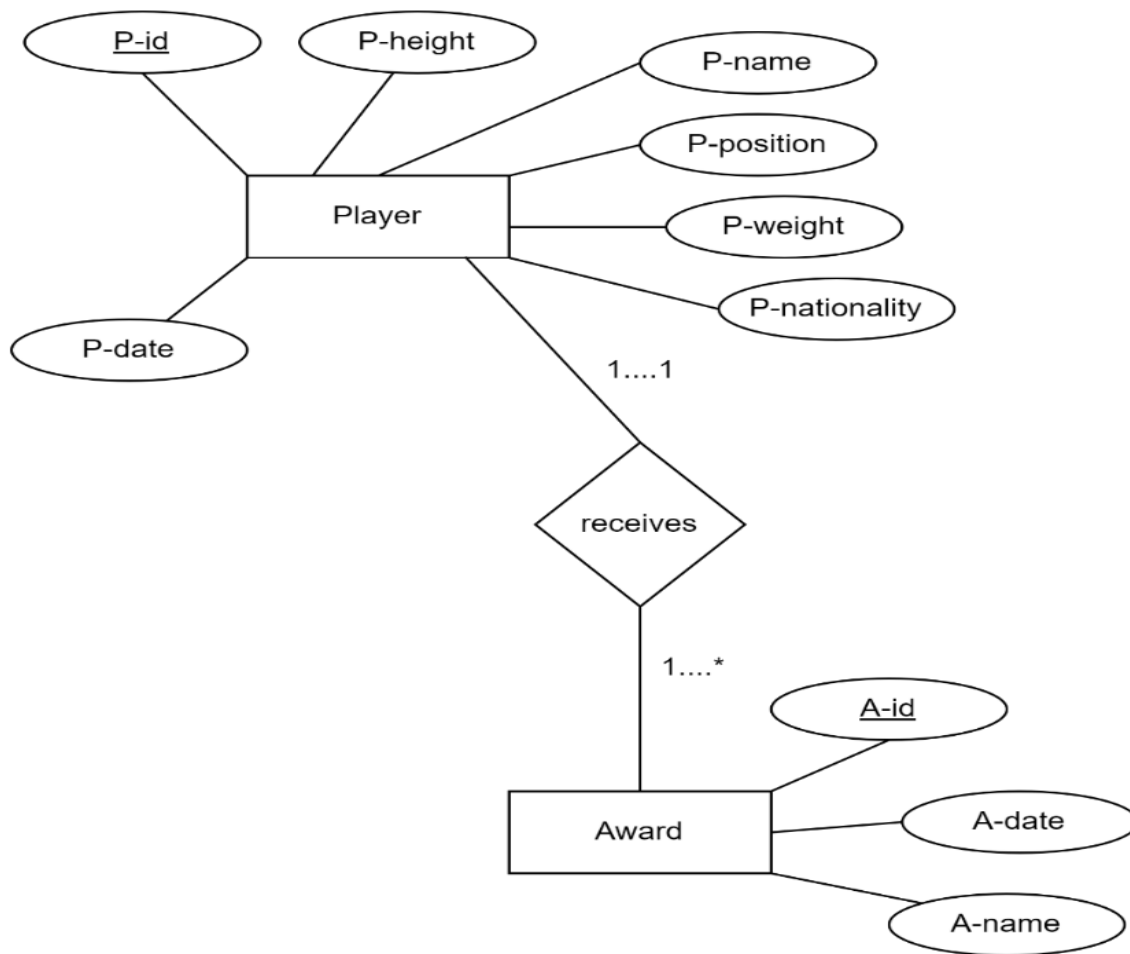 P-id
P-height
P-name
P-position
Player
P-weight
P-nationality
P-date
1....1
receives
1....*
A-id
Award
A-date
A-name